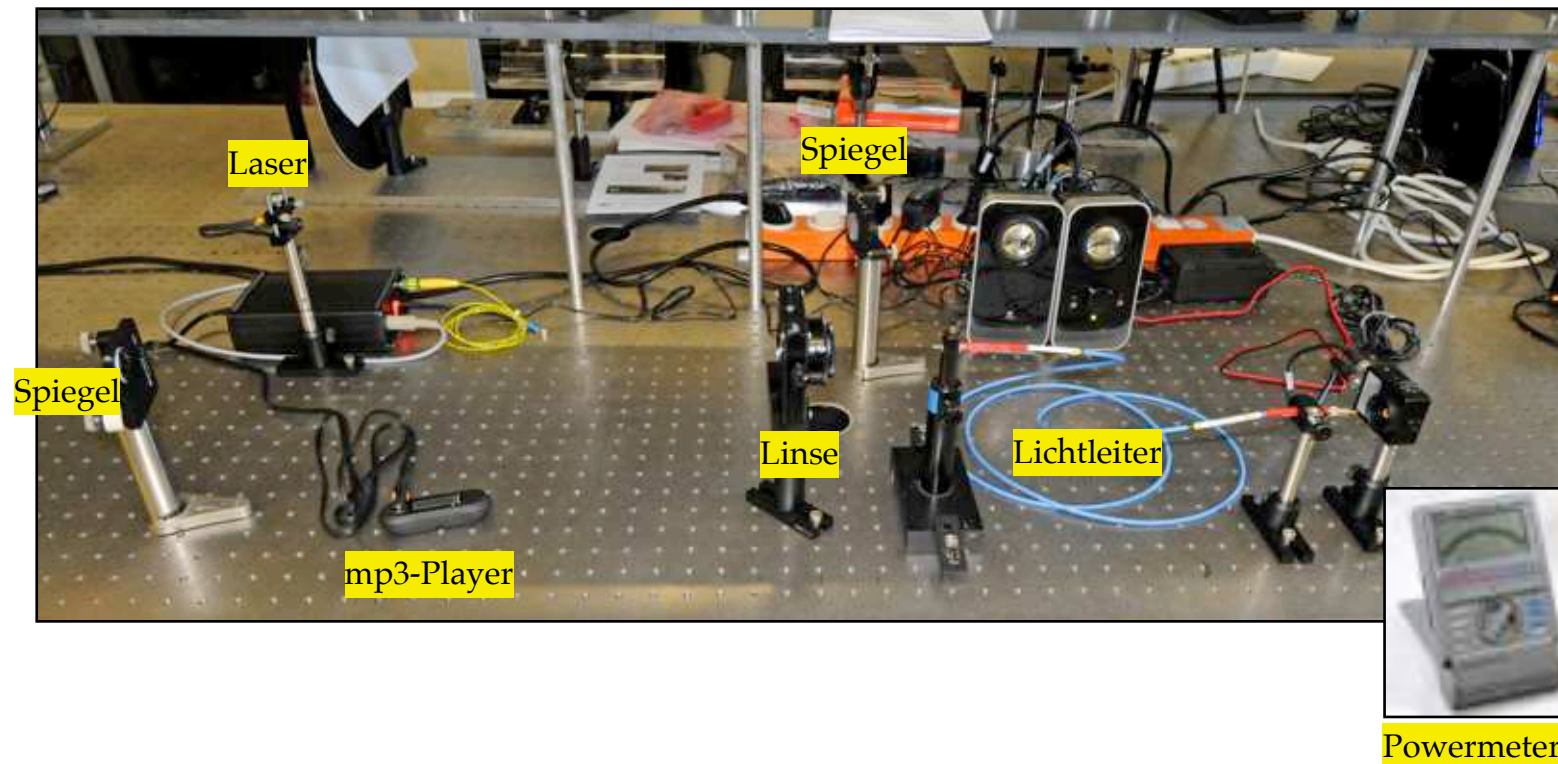 Spiegel
Laser
Spiegel
Linse
Lichtleiter
mp3-Player
Powermeter